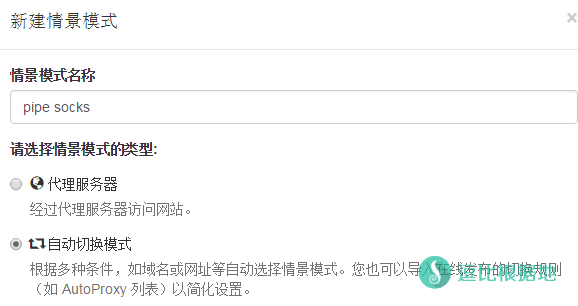 新建情景模式
×
情景模式名称
pipe socks
请选择情景模式的类型:
代理服务器
经过代理服务器访问网站。
自动切换模式
根据多种条件，如域名或网址等自动选择情景模式。您也可以导入在线发布的切换规则
（如 AutoProxy 列表）以简化设置。
逗比根据地